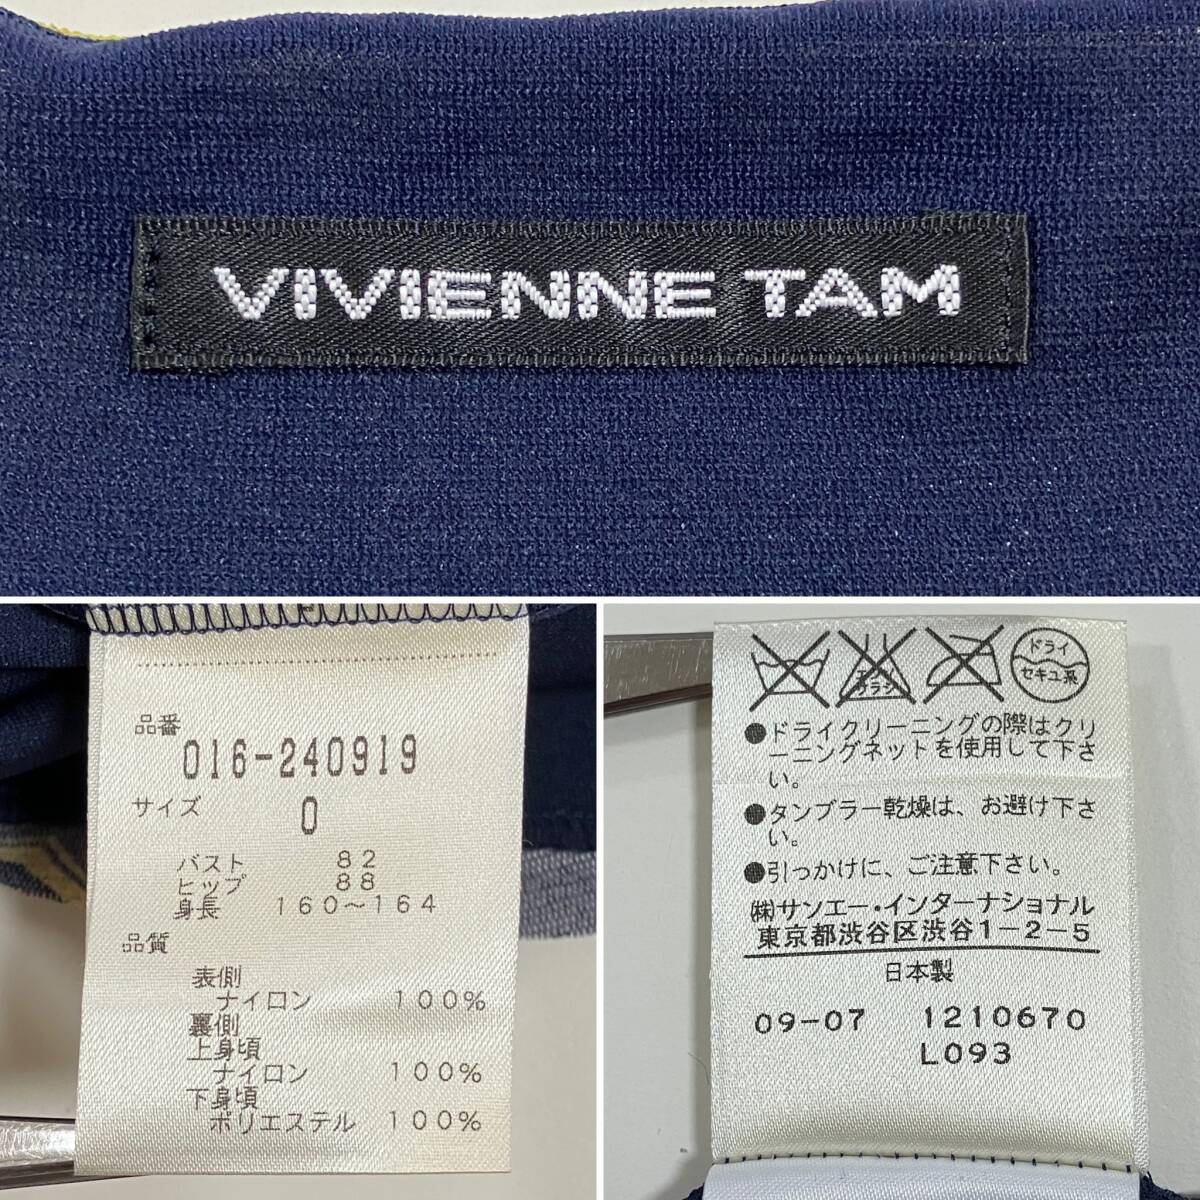 VIVIENNE TAM
品番
016-240919
サイズ
0
バスト 82
ヒップ 88
身長 160～164
品質
表側
ナイロン 100%
裏側
上身頃
ナイロン 100%
下身頃
ポリエステル 100%
エンソ
ブラシ
ドライ
セキユ系
●ドライクリーニングの際はクリ
ーニングネットを使用して下さ
い。
●タンブラー乾燥は、お避け下さ
い。
●引っかけに、ご注意下さい。
㈱サンエー・インターナショナル
東京都渋谷区渋谷1-2-5
日本製
09-07 1210670
L093